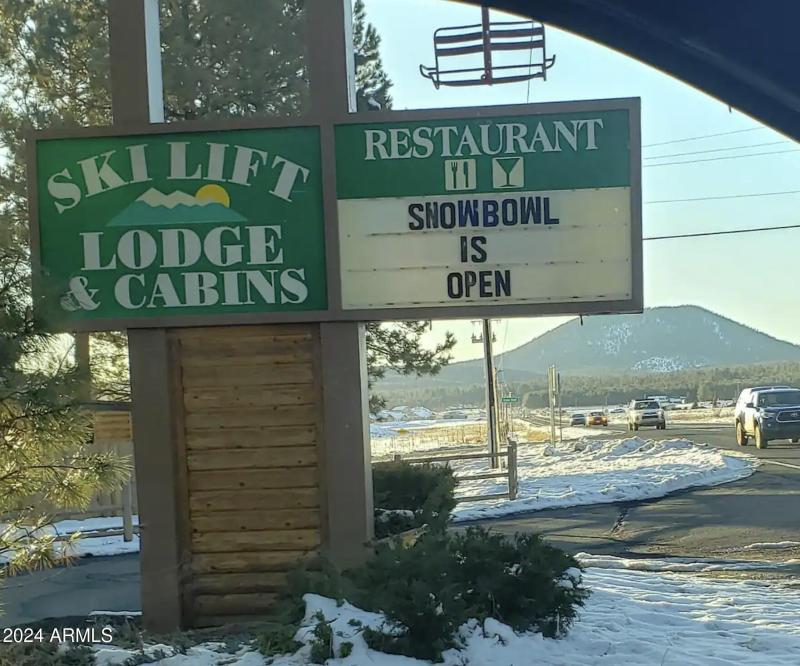 SKI LIFT
LODGE
& CABINS
RESTAURANT
SNOWBOWL
IS
OPEN
2024 ARMLS